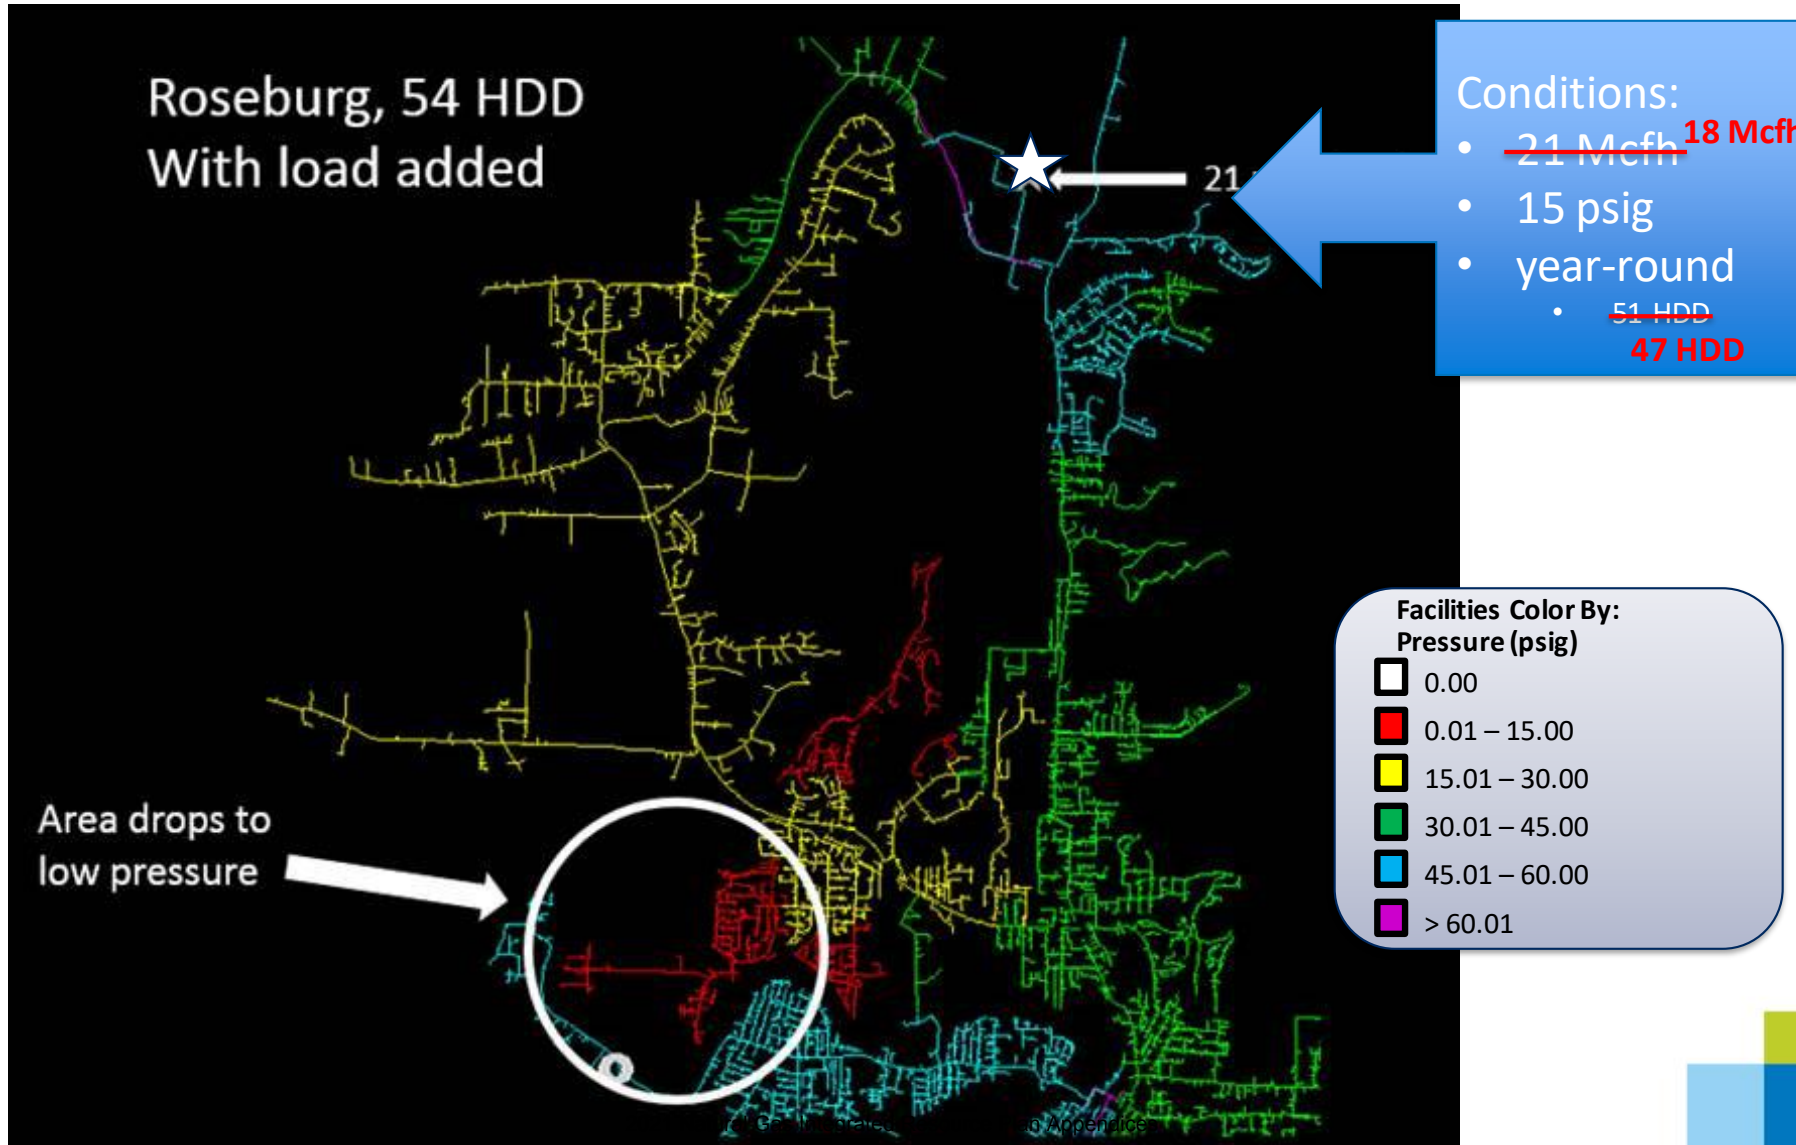 Roseburg, 54 HDD
With load added
21
Conditions:
• 21 Mcfh 18 Mcfh
• 15 psig
• year-round
• 51 HDD
47 HDD
Facilities Color By:
Pressure (psig)
0.00
0.01 – 15.00
15.01 – 30.00
30.01 – 45.00
45.01 – 60.00
> 60.01
Area drops to
low pressure